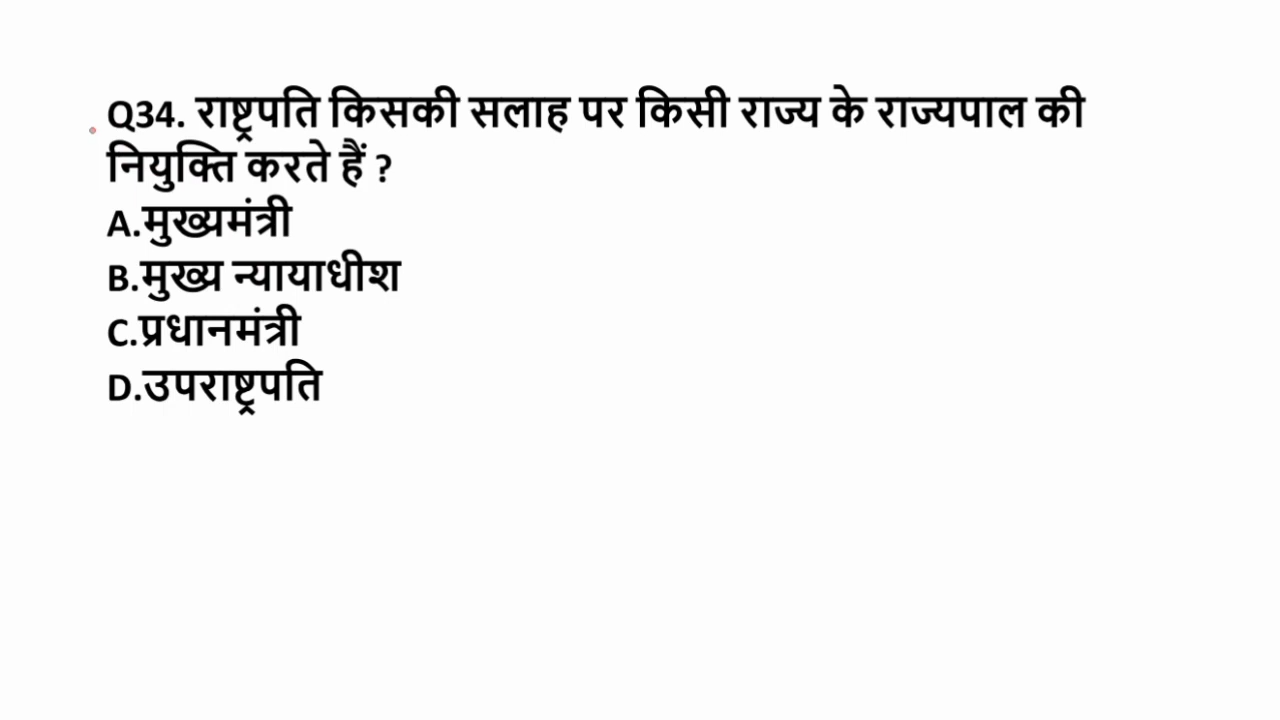 Q34. राष्ट्रपति किसकी सलाह पर किसी राज्य के राज्यपाल की
नियुक्ति करते हैं ?
A.मुख्यमंत्री
B.मुख्य न्यायाधीश
C.प्रधानमंत्री
D.उपराष्ट्रपति